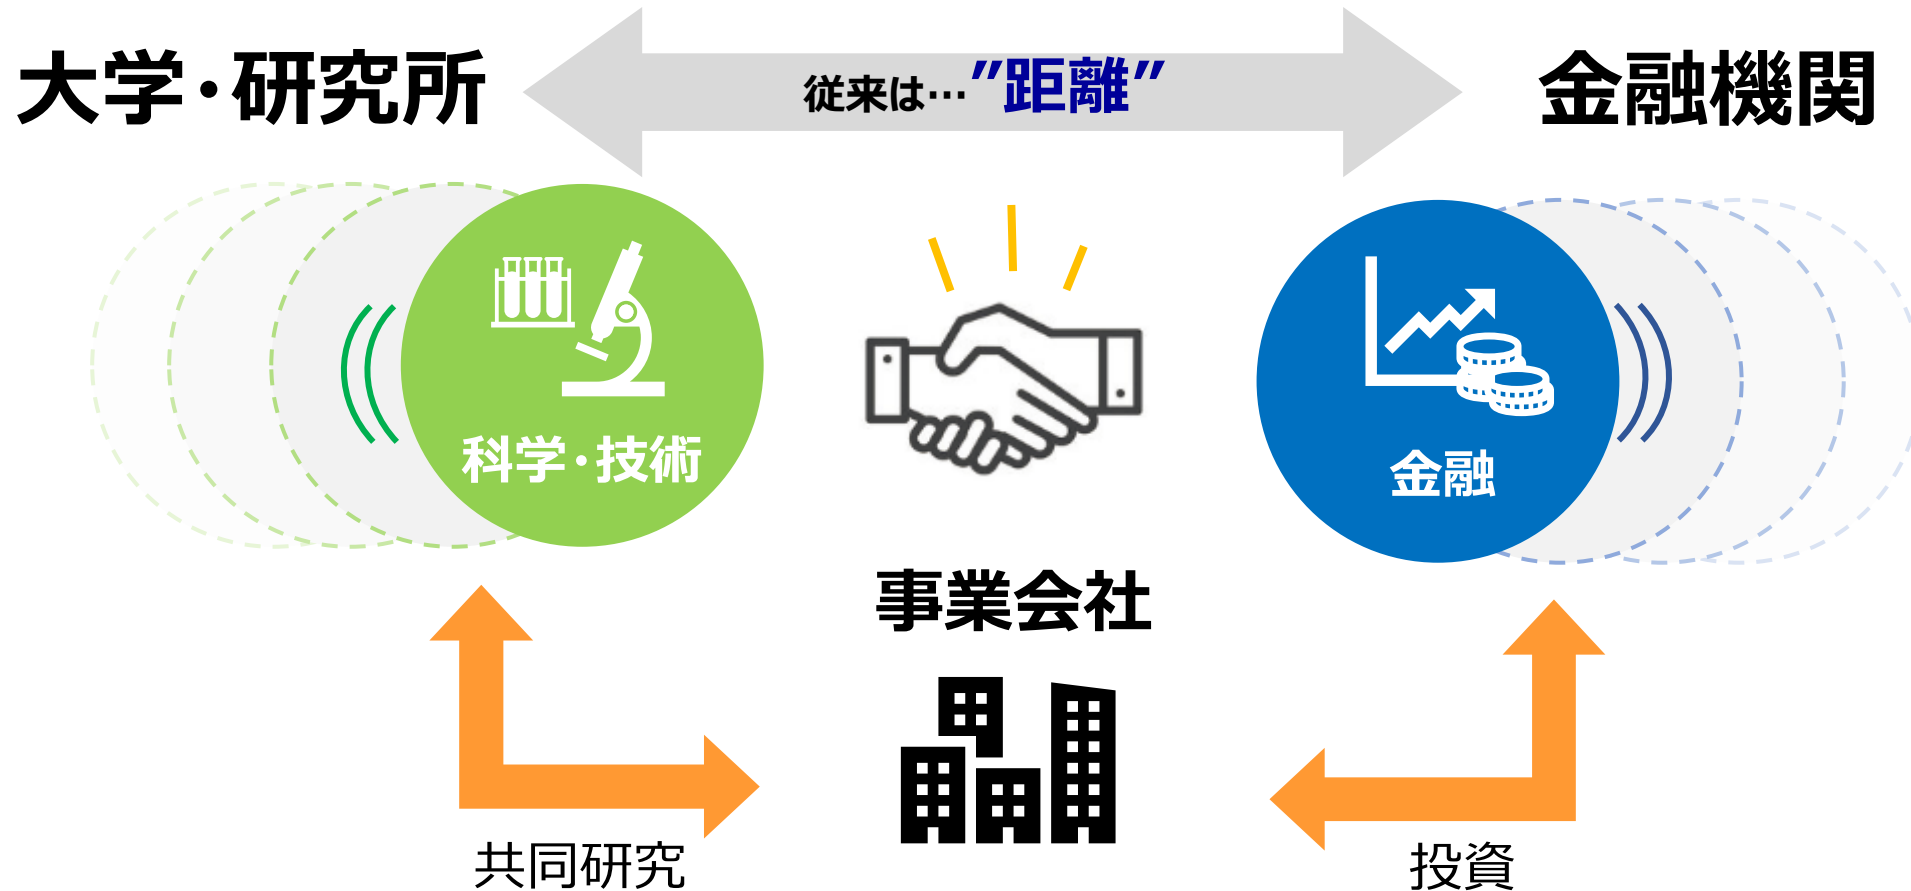 大学・研究所
従来は…”距離”
金融機関
科学・技術
金融
事業会社
共同研究
投資